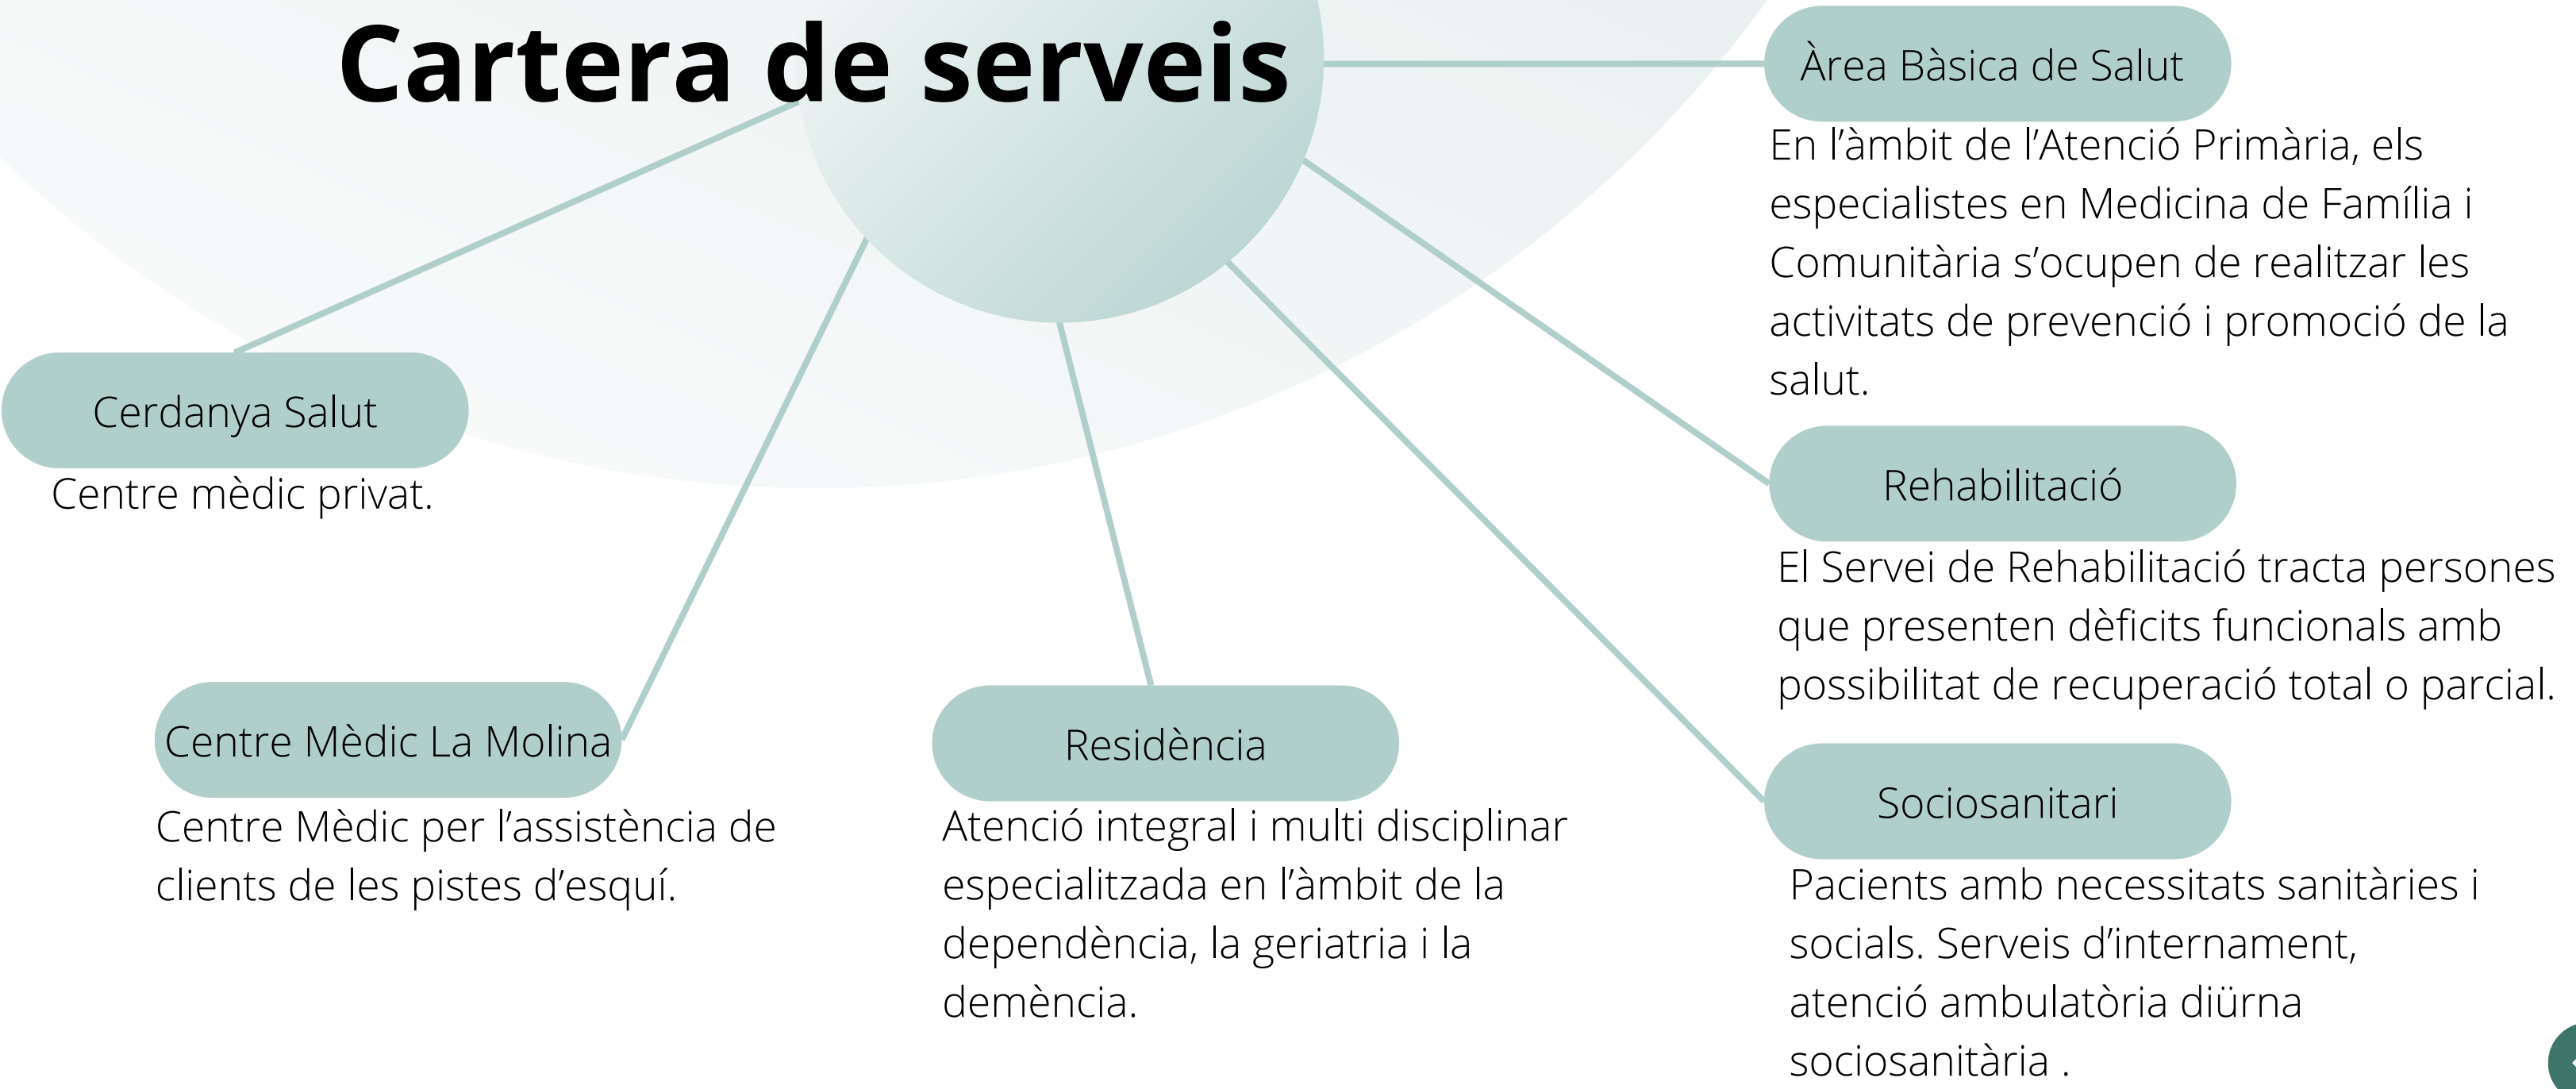 Cartera de serveis
Àrea Bàsica de Salut
En l’àmbit de l’Atenció Primària, els
especialistes en Medicina de Família i
Comunitària s’ocupen de realitzar les
activitats de prevenció i promoció de la
salut.
Cerdanya Salut
Centre mèdic privat.
Rehabilitació
El Servei de Rehabilitació tracta persones
que presenten dèficits funcionals amb
possibilitat de recuperació total o parcial.
Centre Mèdic La Molina
Centre Mèdic per l’assistència de
clients de les pistes d’esquí.
Residència
Atenció integral i multi disciplinar
especialitzada en l’àmbit de la
dependència, la geriatria i la
demència.
Sociosanitari
Pacients amb necessitats sanitàries i
socials. Serveis d’internament,
atenció ambulatòria diürna
sociosanitària .